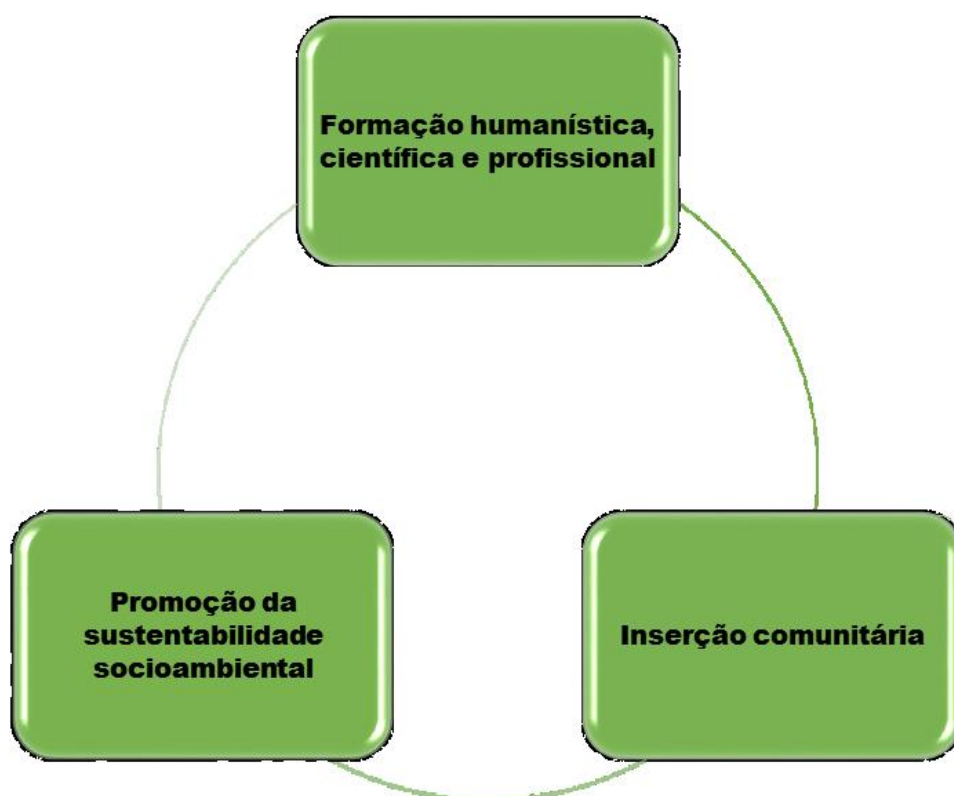 Formação humanística,
científica e profissional
Promoção da
sustentabilidade
socioambiental
Inserção comunitária